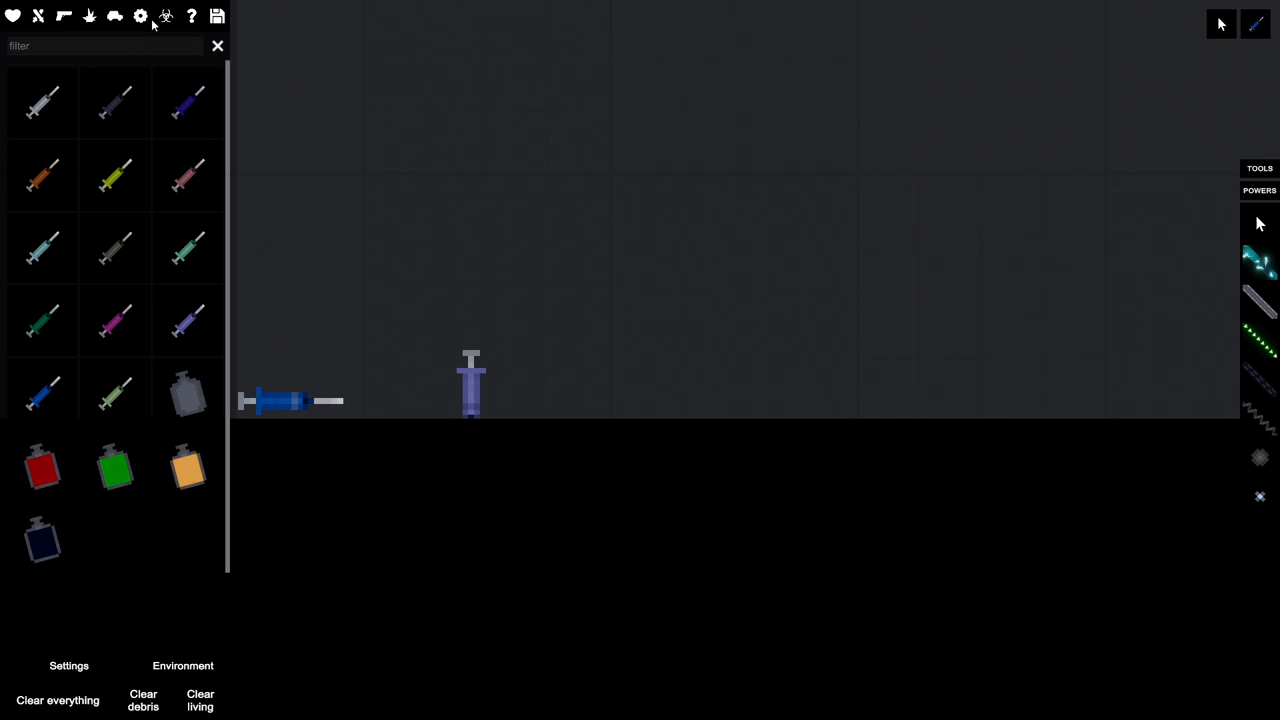 filter
TOOLS
POWERS
Settings
Environment
Clear everything
Clear
debris
Clear
living